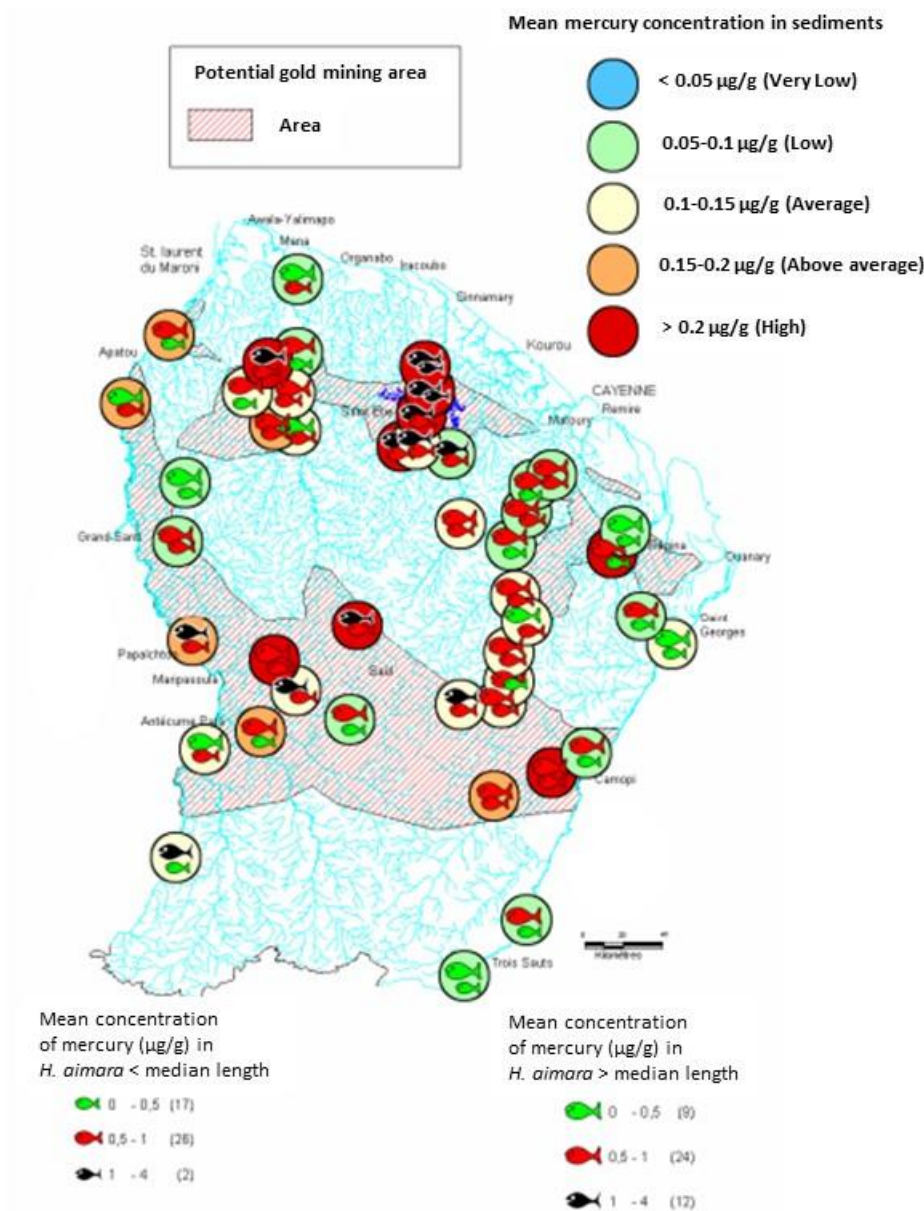 Mean mercury concentration in sediments
Potential gold mining area
Area
< 0.05 µg/g (Very Low)
0.05-0.1 µg/g (Low)
0.1-0.15 µg/g (Average)
0.15-0.2 µg/g (Above average)
> 0.2 µg/g (High)
Awala-Yalimapo
Mana
St. laurent
du Maroni
Organabo
Iracoubo
Sinnamary
Kourou
Apatou
CAYENNE
Remire
Matoury
Ouanary
Saint
Georges
Maripasoula
Saül
Camopi
Trois Sauts
Kilomètres
Mean concentration
of mercury (µg/g) in
H. aimara < median length
0 - 0,5 (17)
0,5 - 1 (26)
1 - 4 (2)
Mean concentration
of mercury (µg/g) in
H. aimara > median length
0 - 0,5 (9)
0,5 - 1 (24)
1 - 4 (12)